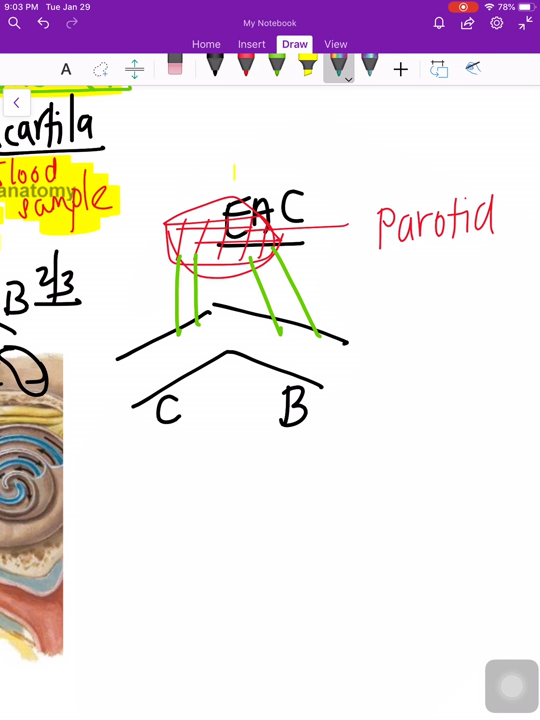 9:03 PM Tue Jan 29
78%
My Notebook
Home Insert Draw View
A
cartila
lood
anatomy
sample
B 2/3
EAC
Parotid
C
B